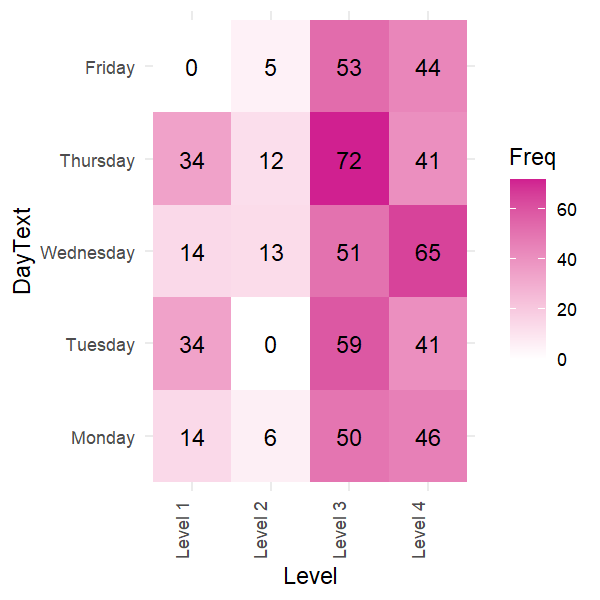 Friday 0 5 53 44
Thursday 34 12 72 41
Wednesday 14 13 51 65
Tuesday 34 0 59 41
Monday 14 6 50 46
Level 1 Level 2 Level 3 Level 4
Level
DayText
Freq
60
40
20
0